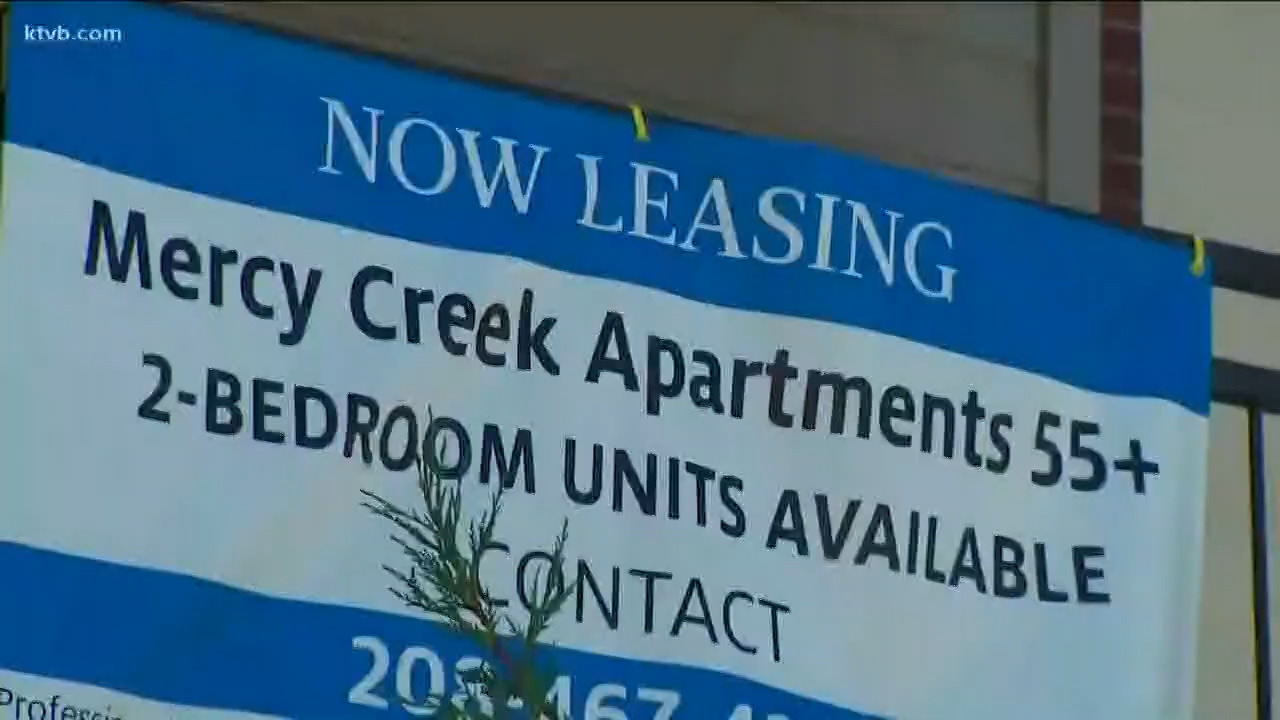 ktvb.com
NOW LEASING
Mercy Creek Apartments 55+
2-BEDROOM UNITS AVAILABLE
CONTACT